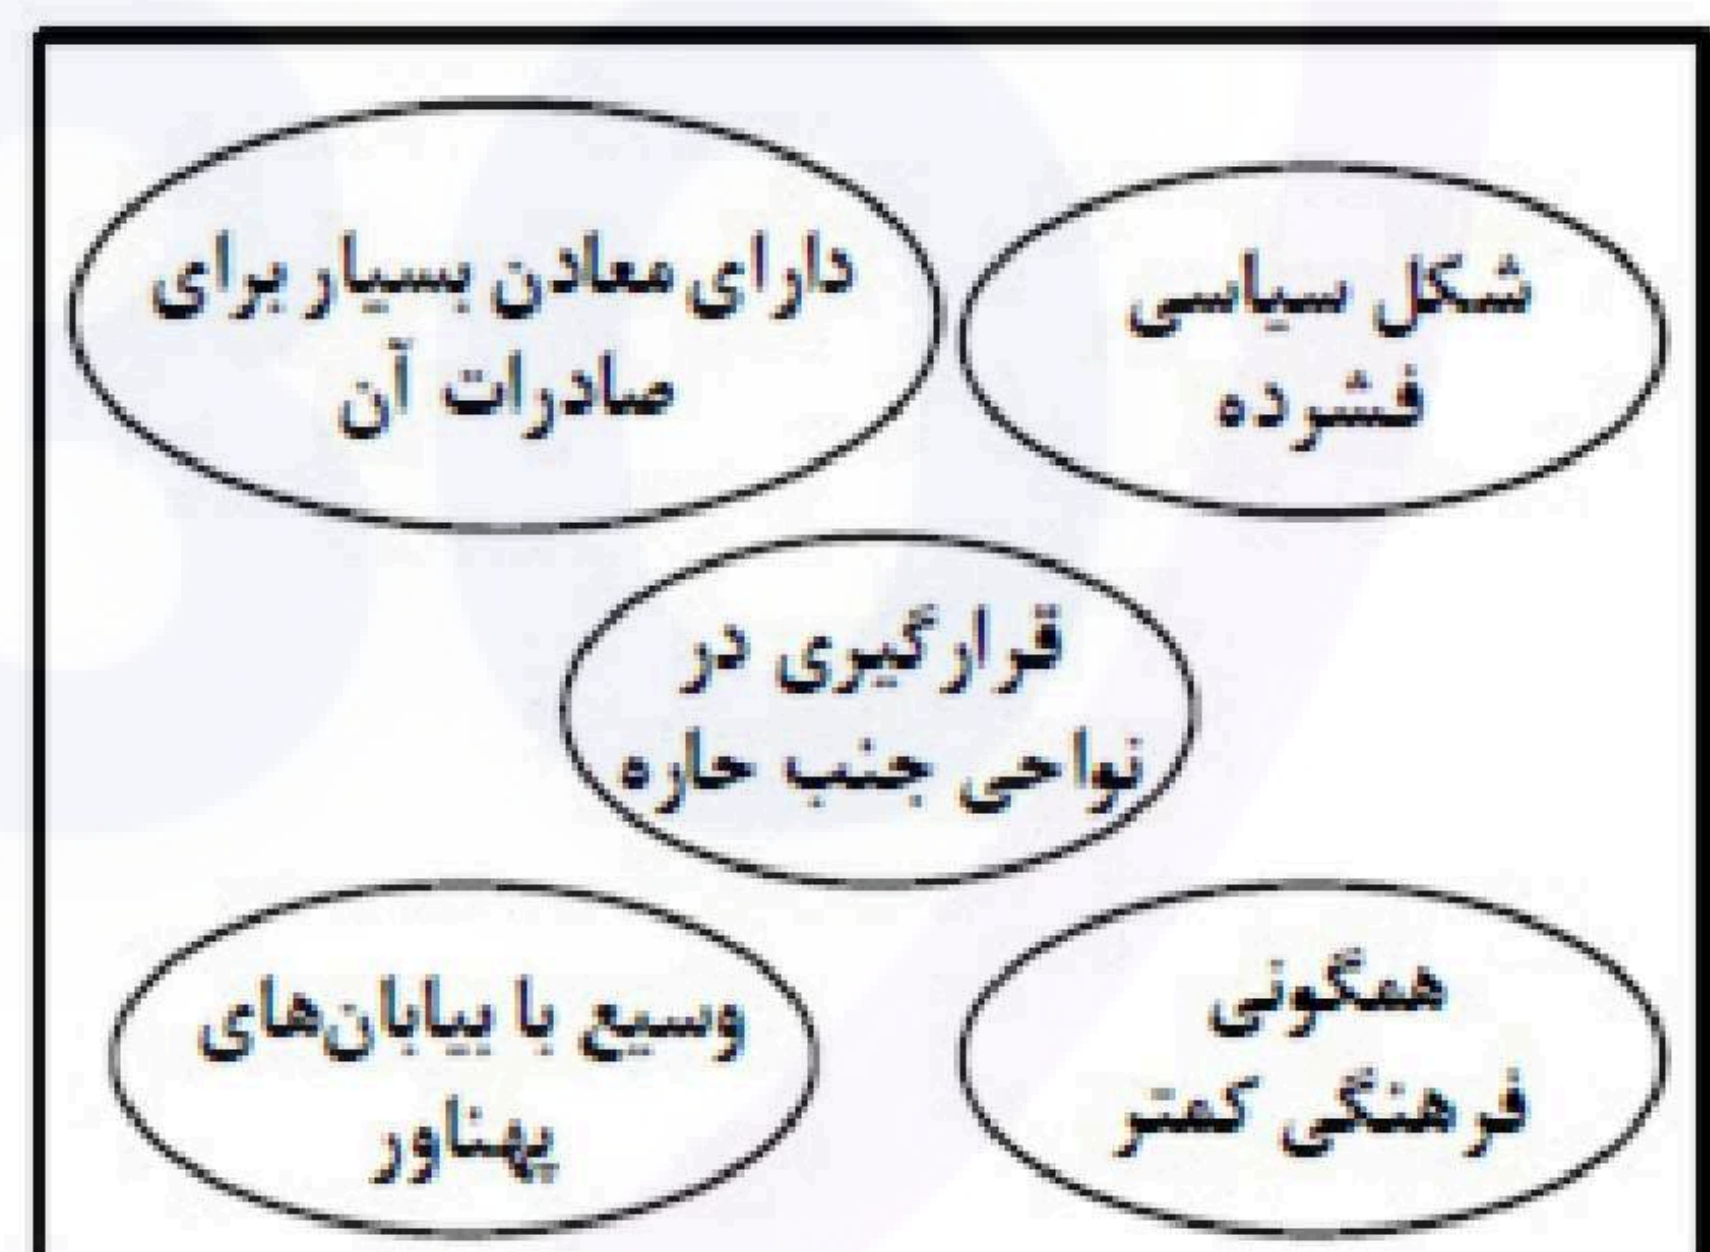 شکل سیاسی
فشرده
دارای معادن بسیار برای
صادرات آن
قرارگیری در
نواحی جنب حاره
همگونی
فرهنگی کمتر
وسیع با بیابان‌های
پهناور